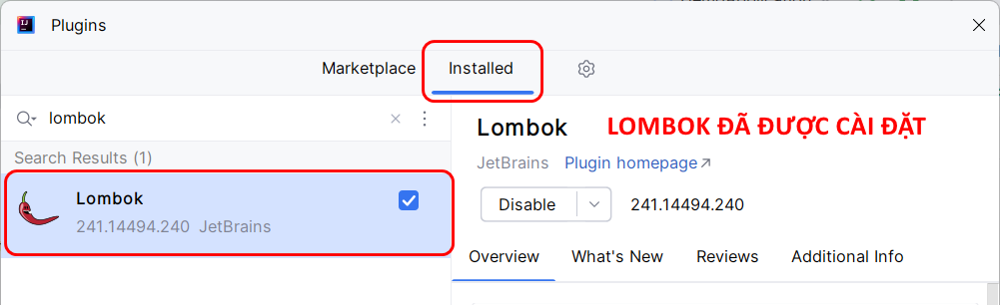 Plugins
Marketplace Installed
lombok
Search Results (1)
Lombok
241.14494.240 JetBrains
Lombok
LOMBOK ĐÃ ĐƯỢC CÀI ĐẶT
JetBrains Plugin homepage↗
Disable 241.14494.240
Overview What's New Reviews Additional Info